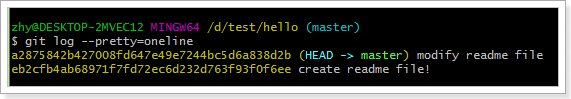 zhy@DESKTOP-2MVEC12 MINGW64 /d/test/hello (master)
$ git log --pretty=oneline
a2875842b427008fd647e49e7244bc5d6a838d2b (HEAD -> master) modify readme file
eb2cfb4ab68971f7fd72ec6d232d763f93f0f6ee create readme file!